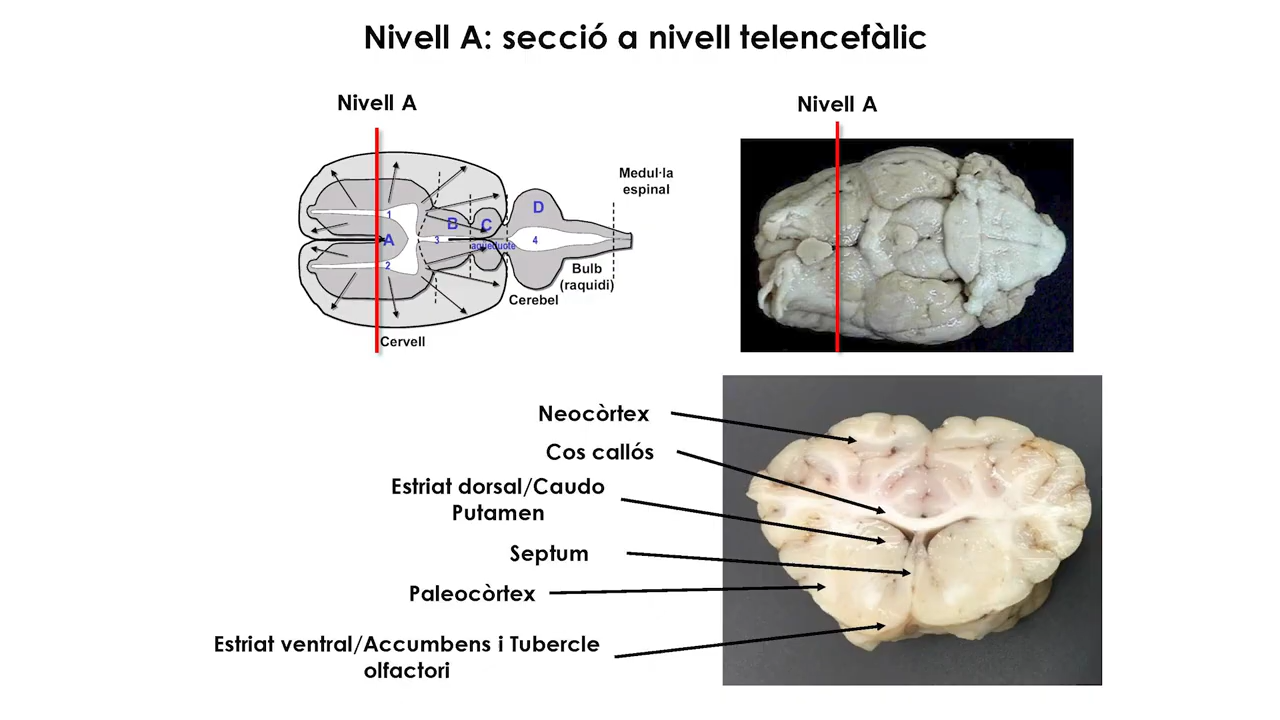 Nivell A: secció a nivell telencefàlic
Nivell A
Nivell A
Medul·la
espinal
D
B
C
1
A
3
aqueduote
4
2
Bulb
(raquidi)
Cerebel
Cervell
Neocòrtex
Cos callós
Estriat dorsal/Caudo
Putamen
Septum
Paleocòrtex
Estriat ventral/Accumbens i Tubercle
olfactori